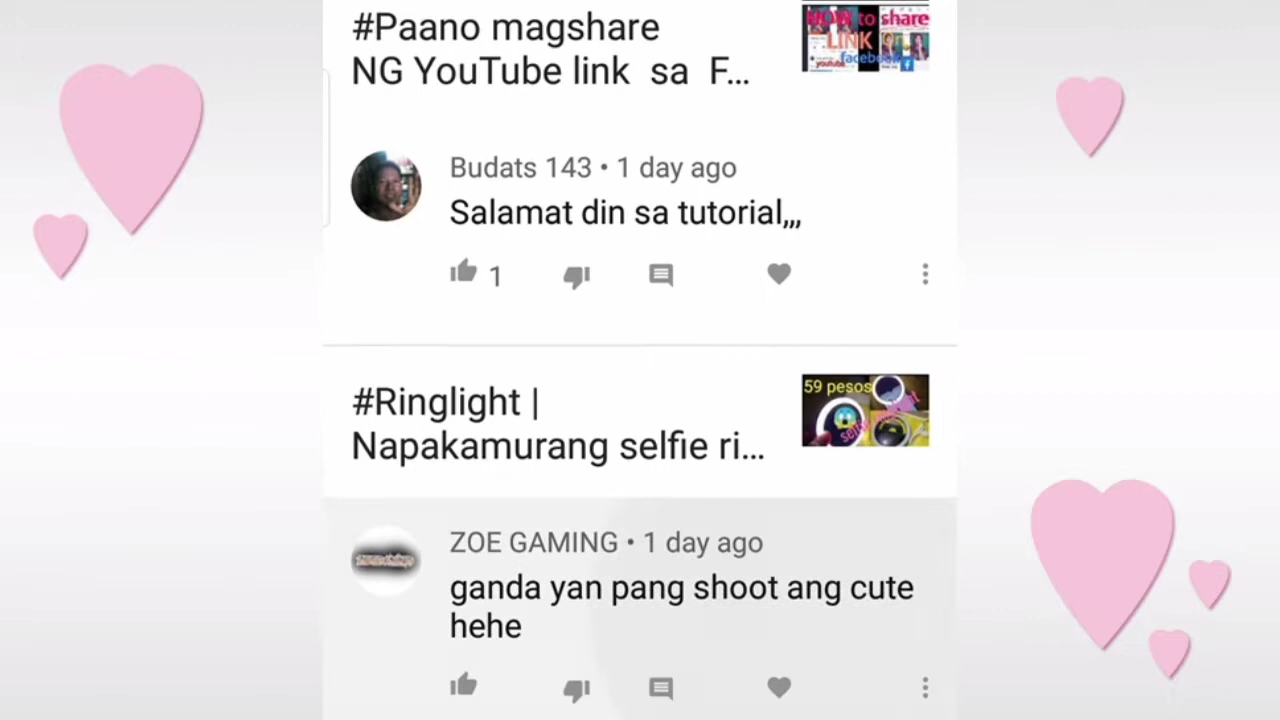 #Paano magshare
NG YouTube link sa F...
HOW to share
LINK
facebook
youtube
Budats 143 • 1 day ago
Salamat din sa tutorial,,,
1
#Ringlight |
Napakamurang selfie ri...
59 pesos
ZOE GAMING • 1 day ago
ganda yan pang shoot ang cute
hehe